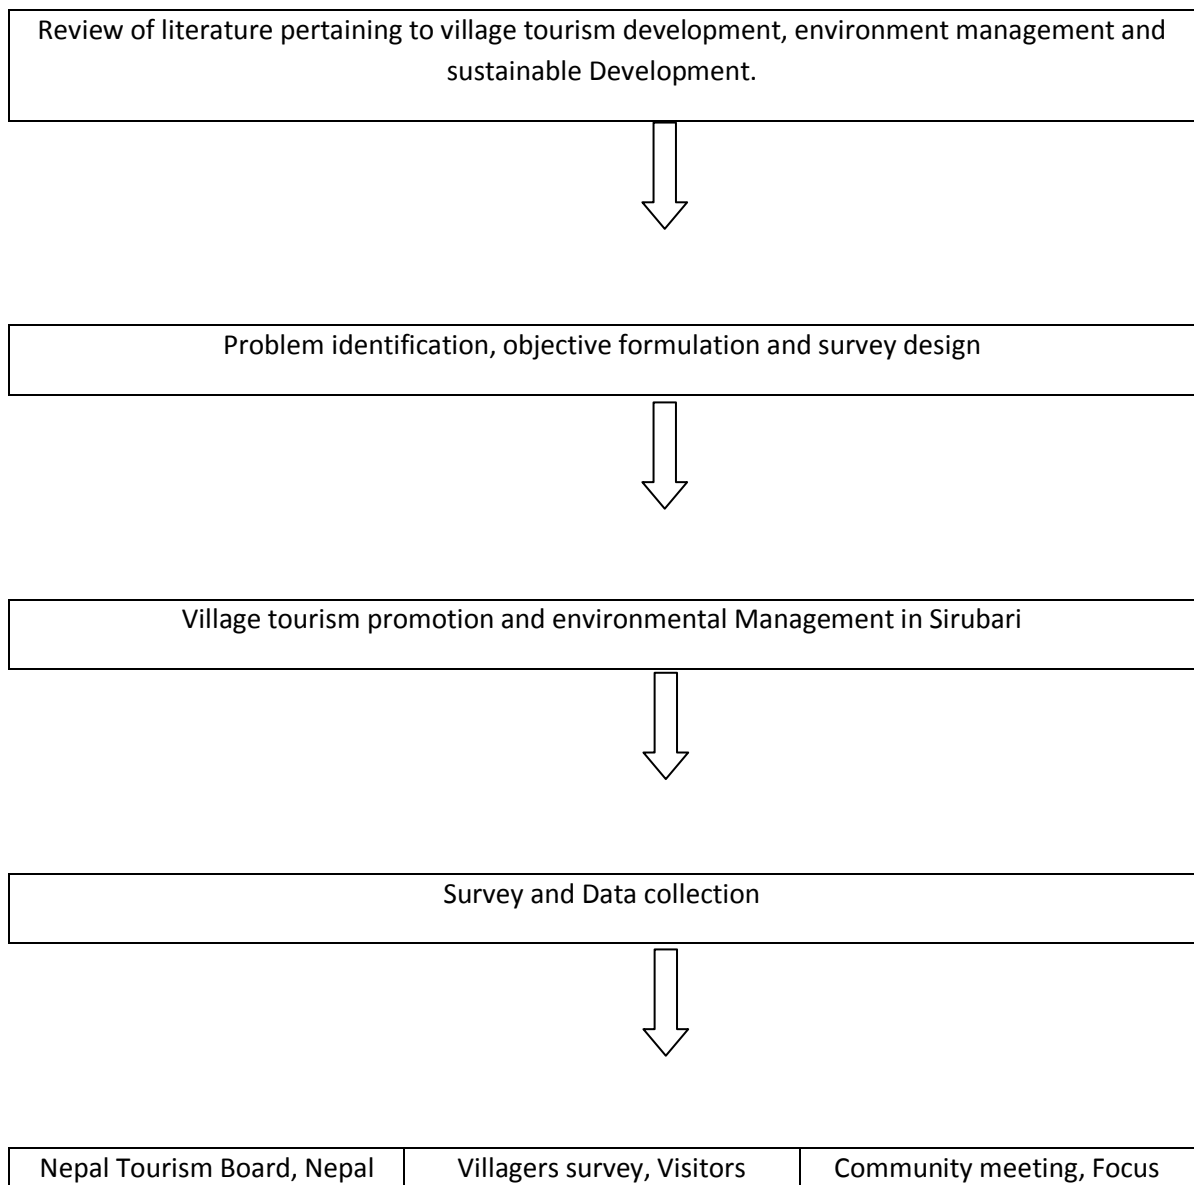 Review of literature pertaining to village tourism development, environment management and
sustainable Development.
Problem identification, objective formulation and survey design
Village tourism promotion and environmental Management in Sirubari
Survey and Data collection
Nepal Tourism Board, Nepal
Villagers survey, Visitors
Community meeting, Focus